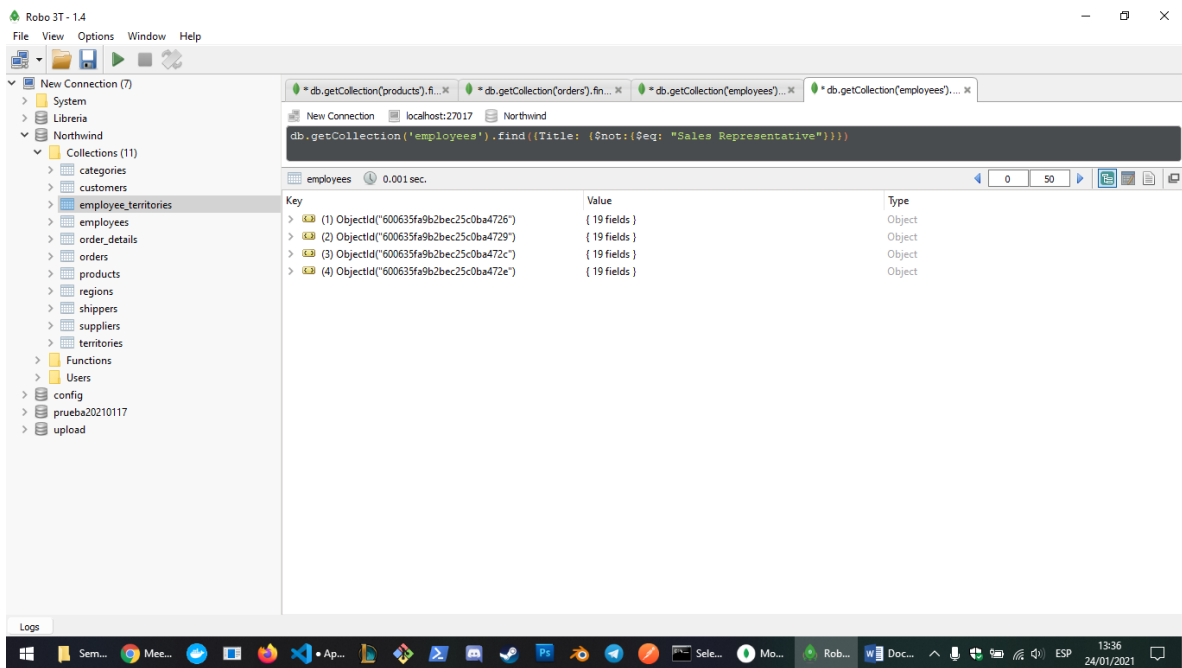 Robo 3T - 1.4
File View Options Window Help
New Connection (7)
System
Libreria
Northwind
Collections (11)
categories
customers
employee_territories
employees
order_details
orders
products
regions
shippers
suppliers
territories
Functions
Users
config
prueba20210117
upload
* db.getCollection('products').fi...
* db.getCollection('orders').fin...
* db.getCollection('employees')...
* db.getCollection('employees')....
New Connection localhost:27017 Northwind
db.getCollection('employees').find({Title: {$not:{$eq: "Sales Representative"}}})
employees 0.001 sec. 0 50
Key Value Type
(1) ObjectId("600635fa9b2bec25c0ba4726") { 19 fields } Object
(2) ObjectId("600635fa9b2bec25c0ba4729") { 19 fields } Object
(3) ObjectId("600635fa9b2bec25c0ba472c") { 19 fields } Object
(4) ObjectId("600635fa9b2bec25c0ba472e") { 19 fields } Object
Logs
Sem... Mee... Ap... Ps Sele... Mo... Rob... Doc... ESP 13:36
24/01/2021